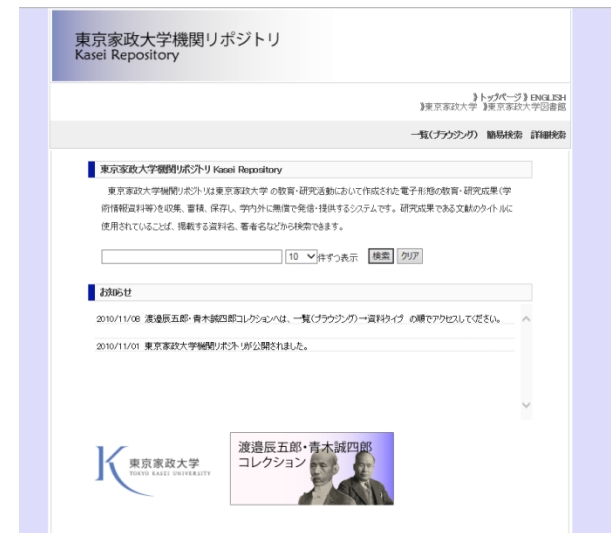 東京家政大学機関リポジトリ
Kasei Repository
》トップページ 》ENGLISH
》東京家政大学 》東京家政大学図書館
一覧(ブラウジング) 簡易検索 詳細検索
東京家政大学機関リポジトリ Kasei Repository
東京家政大学機関リポジトリは東京家政大学 の教育・研究活動において作成された電子形態の教育・研究成果(学
術情報資料等)を収集、蓄積、保存し、学内外に無償で発信・提供するシステムです。研究成果である文献のタイトルに
使用されていることば、掲載する資料名、著者名などから検索できます。
10 件ずつ表示 検索 クリア
お知らせ
2010/11/08 渡邉辰五郎・青木誠四郎コレクションへは、一覧(ブラウジング)→資料タイプ の順でアクセスしてください。
2010/11/01 東京家政大学機関リポジトリが公開されました。
東京家政大学
TOKYO KASEI UNIVERSITY
渡邉辰五郎・青木誠四郎
コレクション